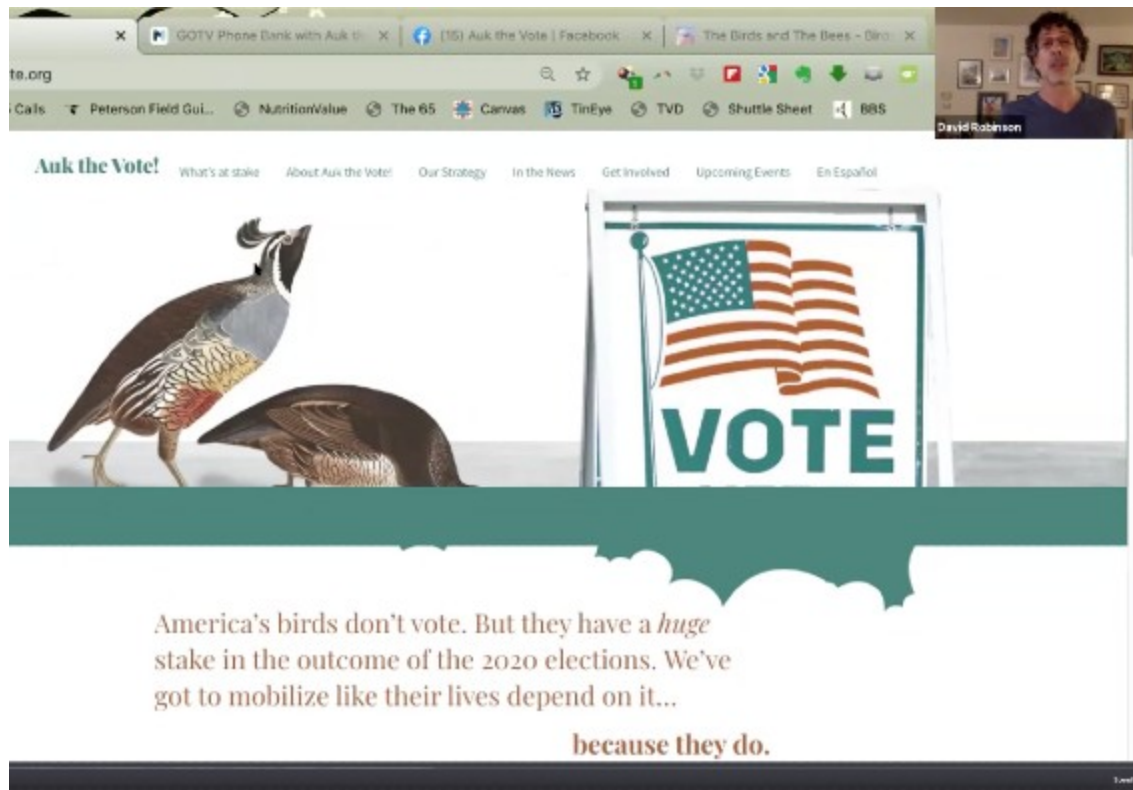 GOTV Phone Bank with Auk th
(15) Auk the Vote! | Facebook
The Birds and The Bees - Bird
te.org
Calls
Peterson Field Gui...
NutritionValue
The 65
Canvas
TinEye
TVD
Shuttle Sheet
BBS
David Robinson
Auk the Vote!
What's at stake
About Auk the Vote!
Our Strategy
In the News
Get Involved
Upcoming Events
En Español
VOTE
America's birds don't vote. But they have a huge
stake in the outcome of the 2020 elections. We've
got to mobilize like their lives depend on it...
because they do.